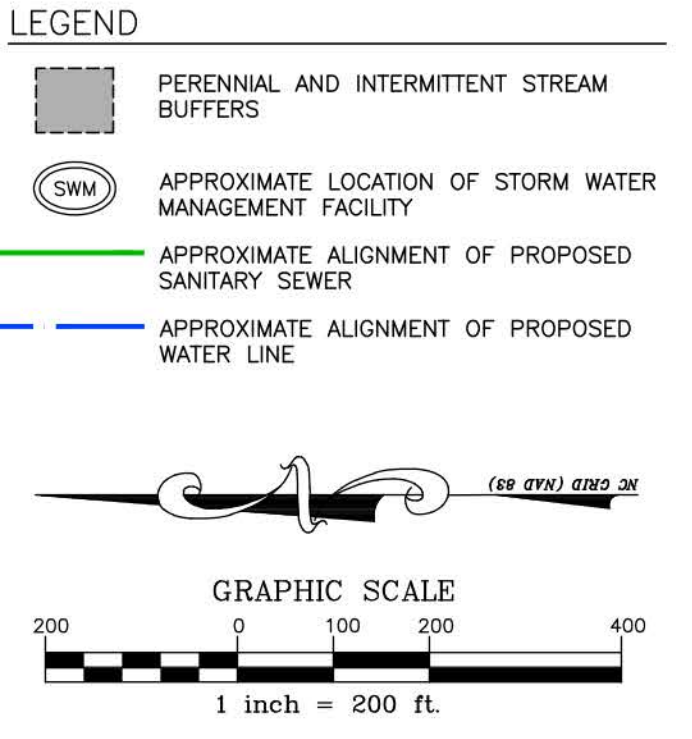 LEGEND
PERENNIAL AND INTERMITTENT STREAM
BUFFERS
SWM
APPROXIMATE LOCATION OF STORM WATER
MANAGEMENT FACILITY
APPROXIMATE ALIGNMENT OF PROPOSED
SANITARY SEWER
APPROXIMATE ALIGNMENT OF PROPOSED
WATER LINE
N
NC GRID (NAD 83)
GRAPHIC SCALE
200 0 100 200 400
1 inch = 200 ft.